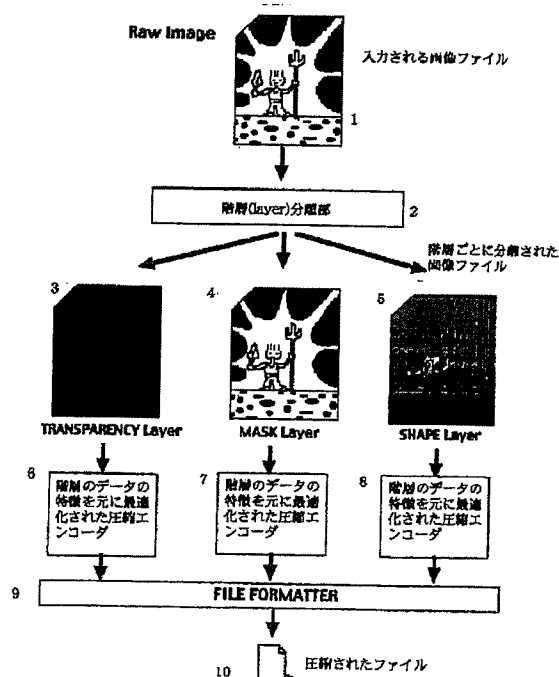 Raw Image
入力される画像ファイル
1
階層(layer)分離部
2
階層ごとに分離された
画像ファイル
3
4
5
TRANSPARENCY Layer
MASK Layer
SHAPE Layer
6
階層のデータの
特徴を元に最適
化された圧縮エ
ンコーダ
7
階層のデータの
特徴を元に最適
化された圧縮エ
ンコーダ
8
階層のデータの
特徴を元に最適
化された圧縮エ
ンコーダ
9
FILE FORMATTER
10
圧縮されたファイル